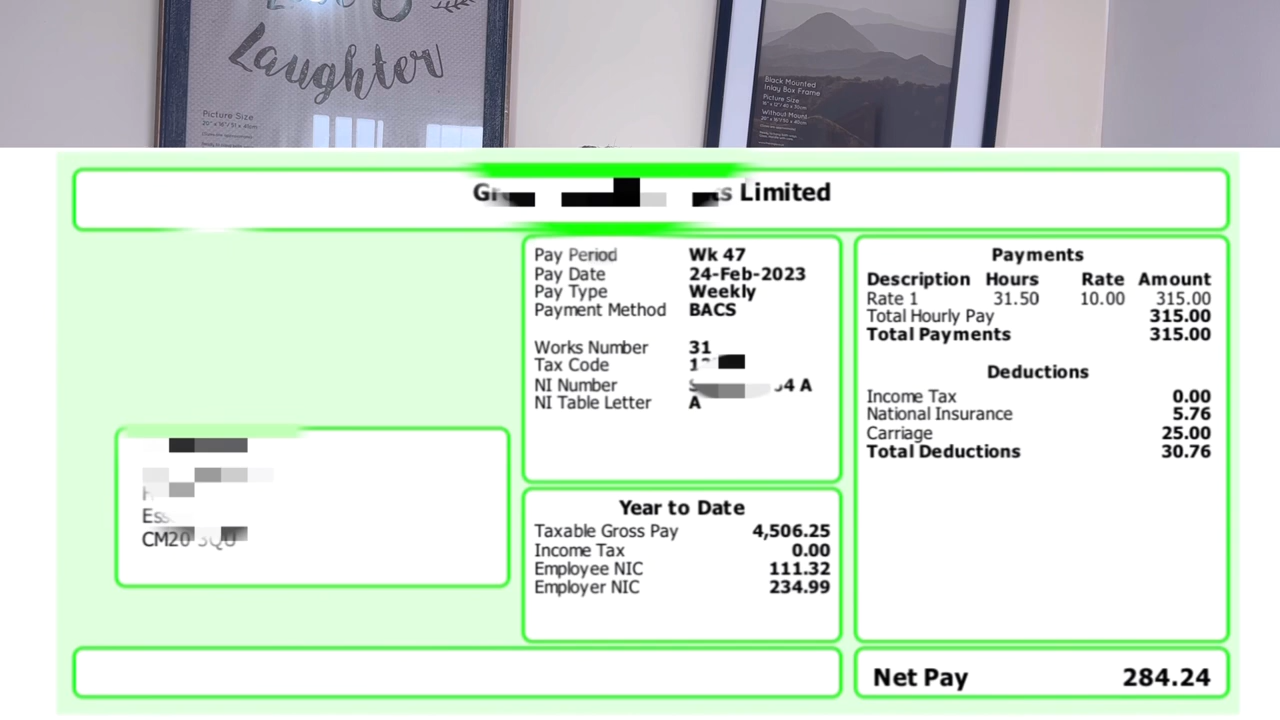 Laughter
Picture Size
Black Mounted
Inlay Box Frame
Picture Size
Without Mount
Limited
Pay Period Wk 47
Pay Date 24-Feb-2023
Pay Type Weekly
Payment Method BACS
Works Number 31
Tax Code
NI Number A
NI Table Letter A
CM20
Year to Date
Taxable Gross Pay 4,506.25
Income Tax 0.00
Employee NIC 111.32
Employer NIC 234.99
Payments
Description Hours Rate Amount
Rate 1 31.50 10.00 315.00
Total Hourly Pay 315.00
Total Payments 315.00
Deductions
Income Tax 0.00
National Insurance 5.76
Carriage 25.00
Total Deductions 30.76
Net Pay 284.24